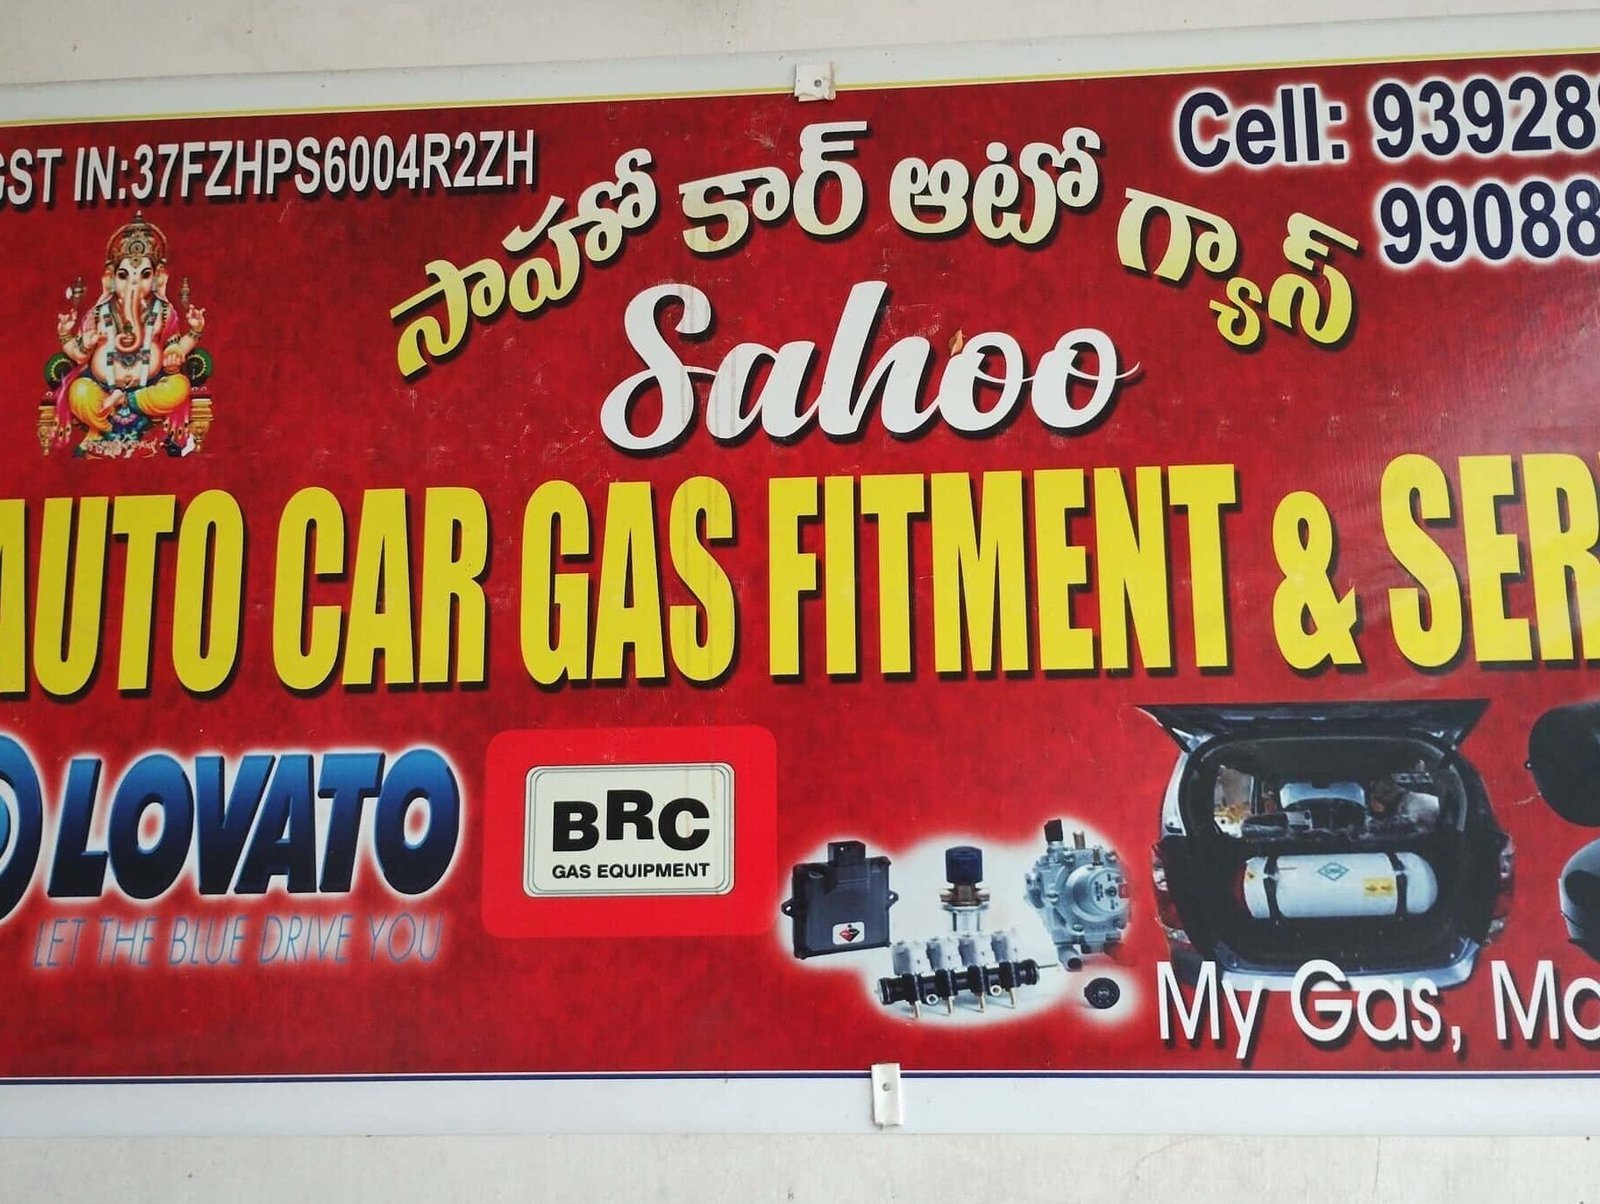 GST IN:37FZHPS6004R2ZH
Cell: 93928
99088
సాహో కార్ ఆటో గ్యాస్
Sahoo
AUTO CAR GAS FITMENT & SER
LOVATO
LET THE BLUE DRIVE YOU
BRC
GAS EQUIPMENT
My Gas, Mo